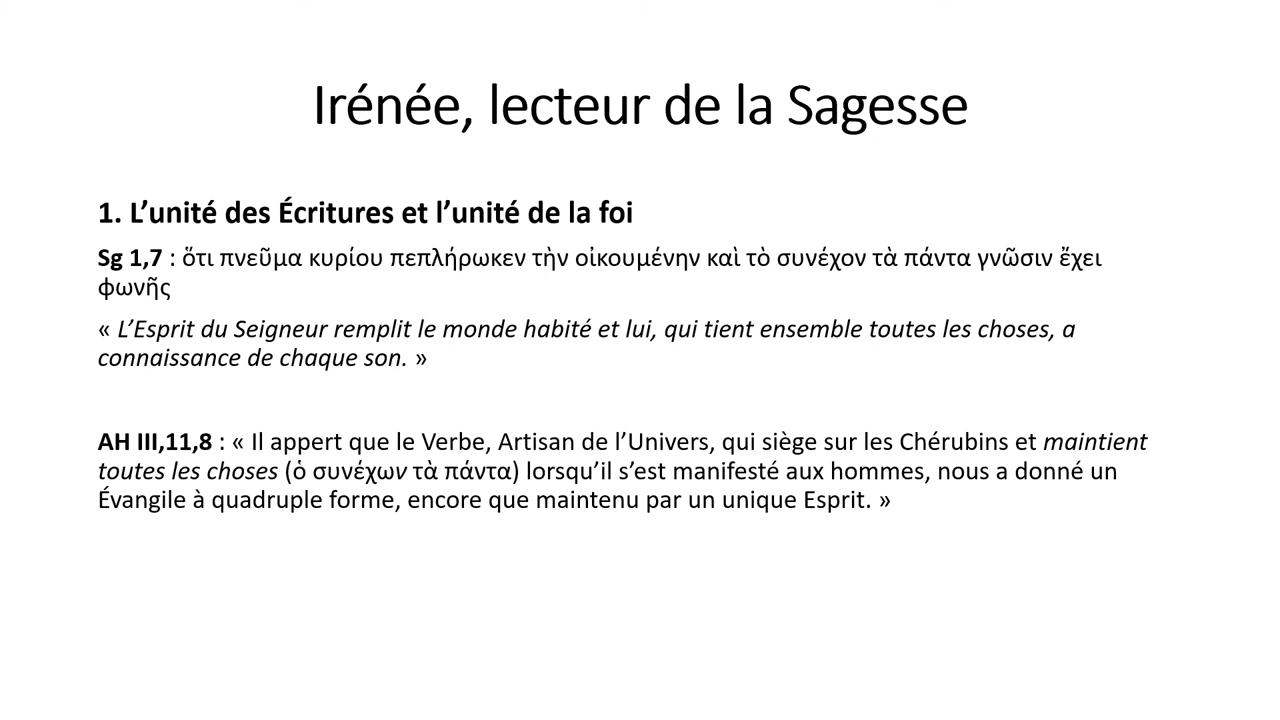 Irénée, lecteur de la Sagesse
1. L’unité des Écritures et l’unité de la foi
Sg 1,7 : ὅτι πνεῦμα κυρίου πεπλήρωκεν τὴν οἰκουμένην καὶ τὸ συνέχον τὰ πάντα γνῶσιν ἔχει
φωνῆς
« L’Esprit du Seigneur remplit le monde habité et lui, qui tient ensemble toutes les choses, a
connaissance de chaque son. »
AH III,11,8 : « Il appert que le Verbe, Artisan de l’Univers, qui siège sur les Chérubins et maintient
toutes les choses (ὁ συνέχων τὰ πάντα) lorsqu’il s’est manifesté aux hommes, nous a donné un
Évangile à quadruple forme, encore que maintenu par un unique Esprit. »